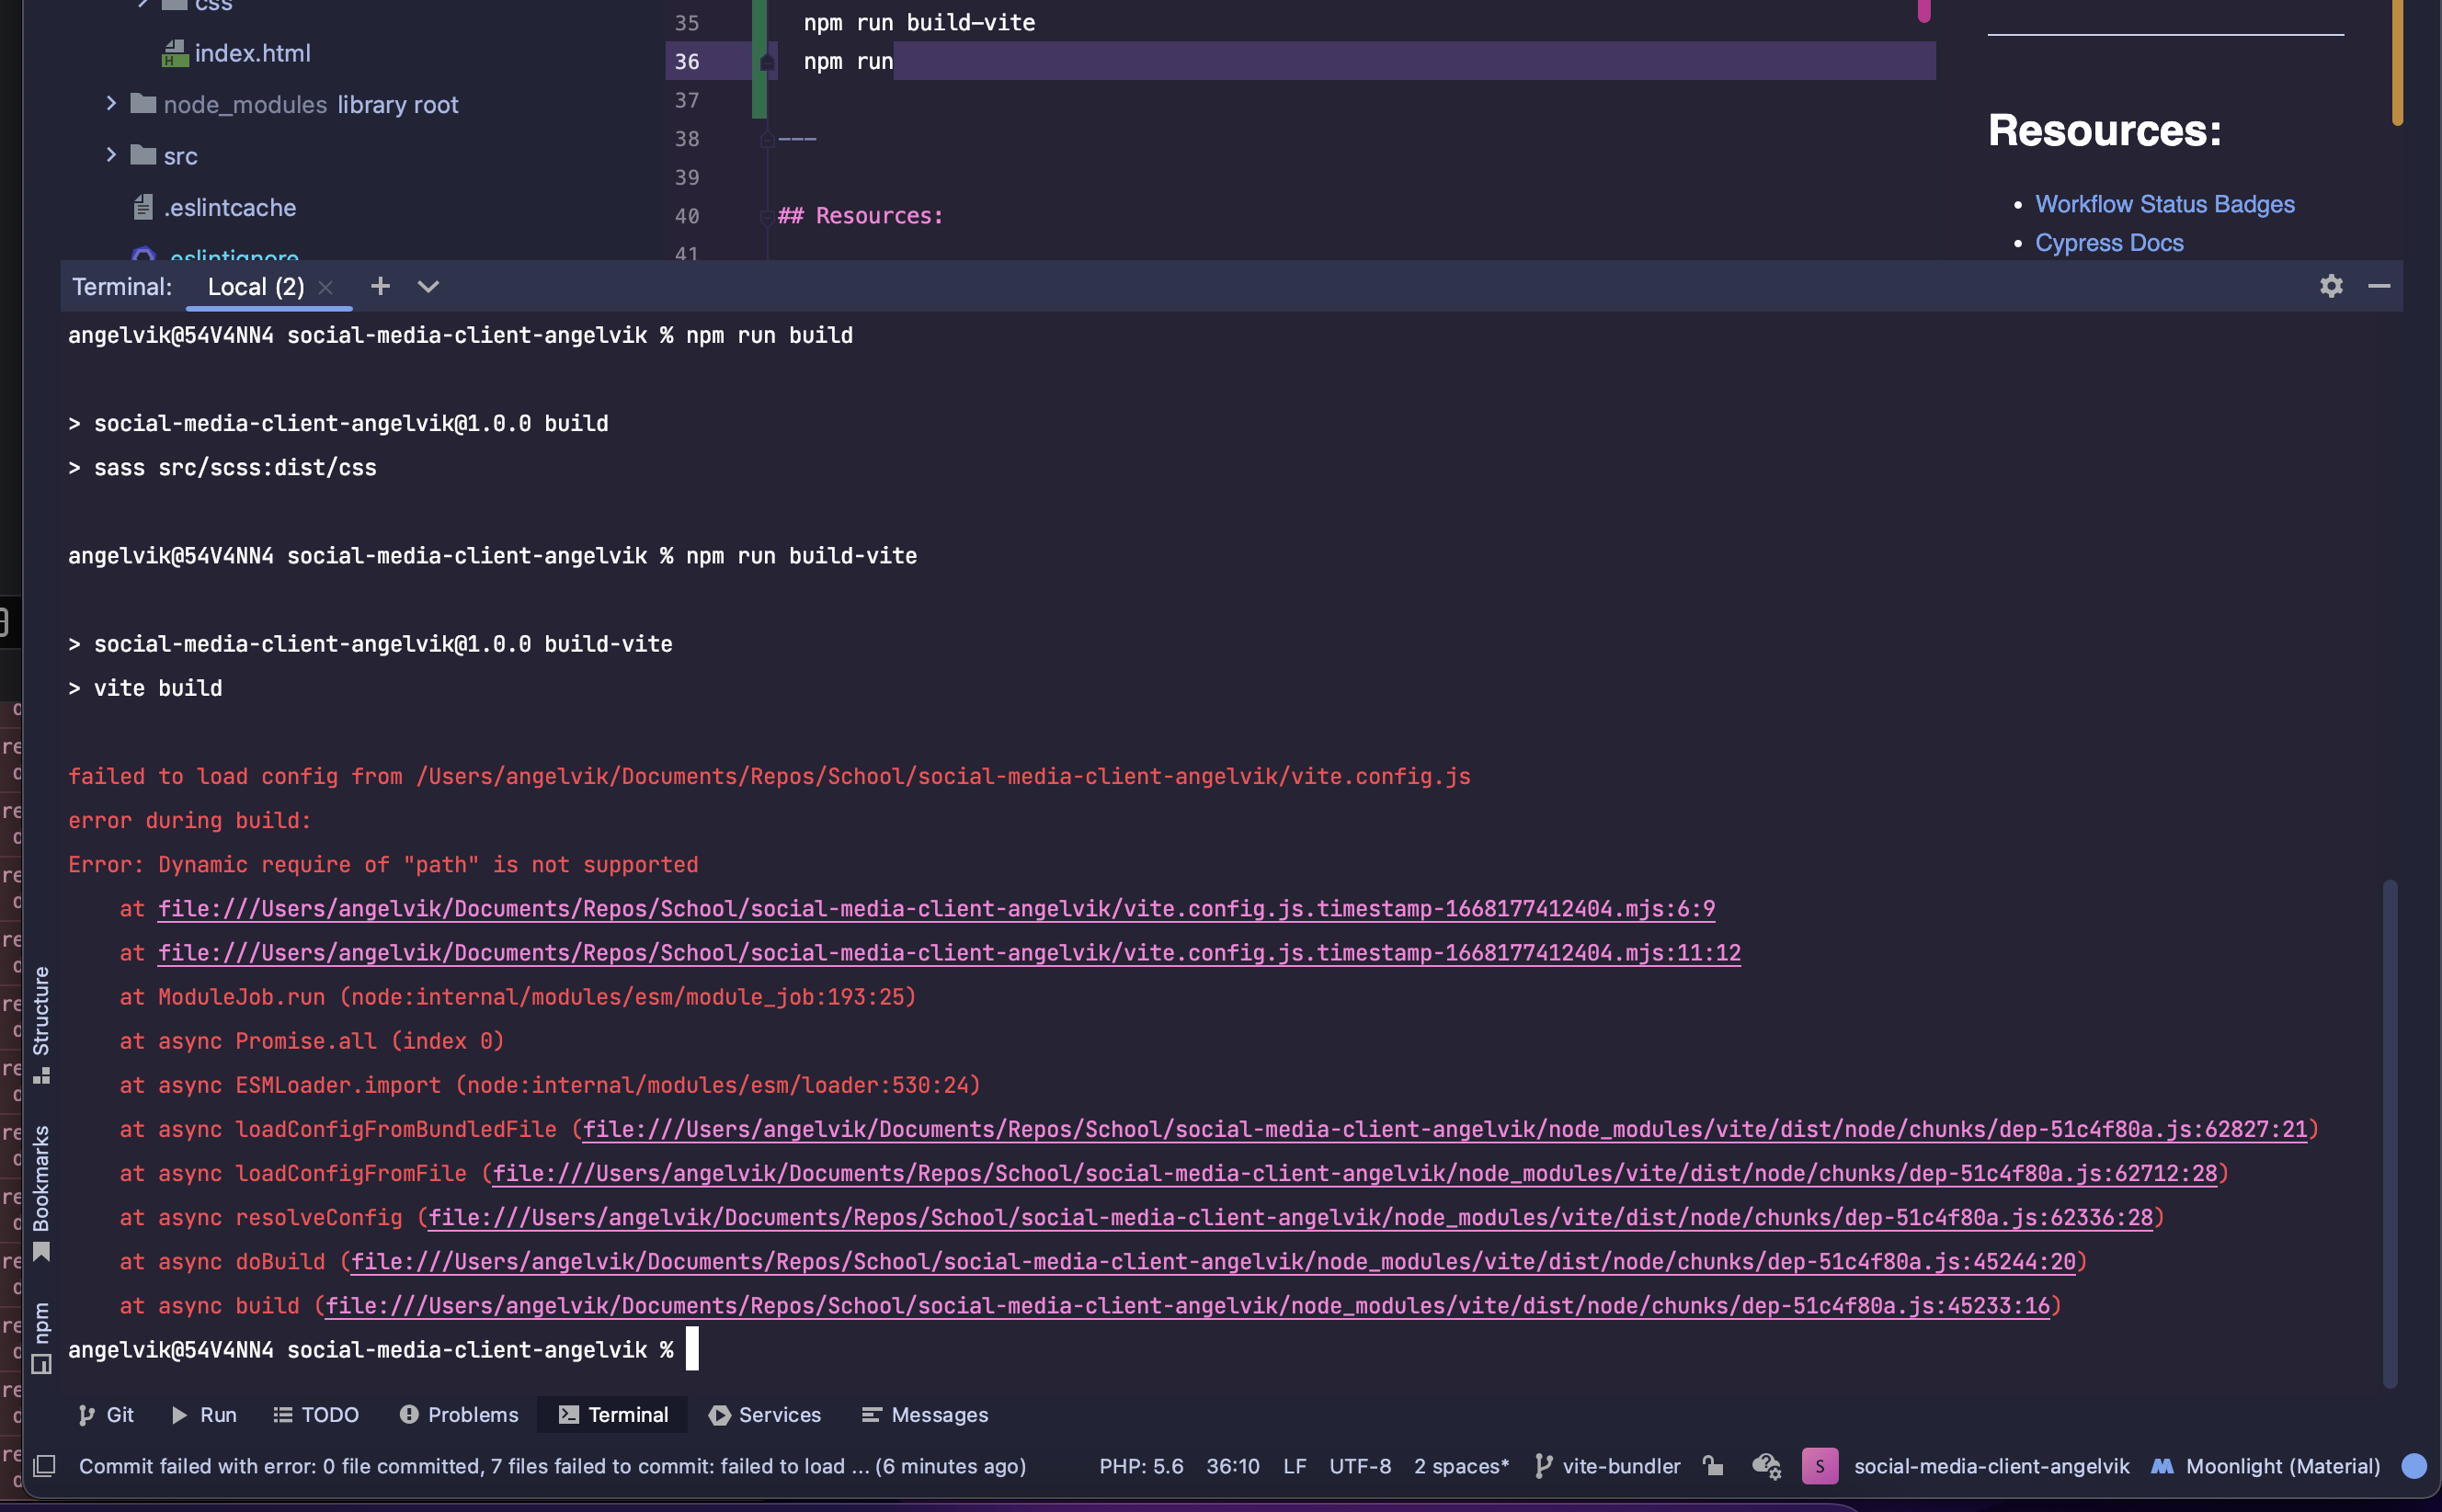 css
index.html
node_modules library root
src
.eslintcache
.eslintignore
35 npm run build-vite
36 npm run
37
38 ---
39
40 ## Resources:
41
Resources:
• Workflow Status Badges
• Cypress Docs
Terminal: Local (2)
angelvik@54V4NN4 social-media-client-angelvik % npm run build
> social-media-client-angelvik@1.0.0 build
> sass src/scss:dist/css
angelvik@54V4NN4 social-media-client-angelvik % npm run build-vite
> social-media-client-angelvik@1.0.0 build-vite
> vite build
failed to load config from /Users/angelvik/Documents/Repos/School/social-media-client-angelvik/vite.config.js
error during build:
Error: Dynamic require of "path" is not supported
at file:///Users/angelvik/Documents/Repos/School/social-media-client-angelvik/vite.config.js.timestamp-1668177412404.mjs:6:9
at file:///Users/angelvik/Documents/Repos/School/social-media-client-angelvik/vite.config.js.timestamp-1668177412404.mjs:11:12
at ModuleJob.run (node:internal/modules/esm/module_job:193:25)
at async Promise.all (index 0)
at async ESMLoader.import (node:internal/modules/esm/loader:530:24)
at async loadConfigFromBundledFile (file:///Users/angelvik/Documents/Repos/School/social-media-client-angelvik/node_modules/vite/dist/node/chunks/dep-51c4f80a.js:62827:21)
at async loadConfigFromFile (file:///Users/angelvik/Documents/Repos/School/social-media-client-angelvik/node_modules/vite/dist/node/chunks/dep-51c4f80a.js:62712:28)
at async resolveConfig (file:///Users/angelvik/Documents/Repos/School/social-media-client-angelvik/node_modules/vite/dist/node/chunks/dep-51c4f80a.js:62336:28)
at async doBuild (file:///Users/angelvik/Documents/Repos/School/social-media-client-angelvik/node_modules/vite/dist/node/chunks/dep-51c4f80a.js:45244:20)
at async build (file:///Users/angelvik/Documents/Repos/School/social-media-client-angelvik/node_modules/vite/dist/node/chunks/dep-51c4f80a.js:45233:16)
angelvik@54V4NN4 social-media-client-angelvik %
Structure
Bookmarks
npm
Git Run TODO Problems Terminal Services Messages
Commit failed with error: 0 file committed, 7 files failed to commit: failed to load ... (6 minutes ago) PHP: 5.6 36:10 LF UTF-8 2 spaces* vite-bundler S social-media-client-angelvik Moonlight (Material)